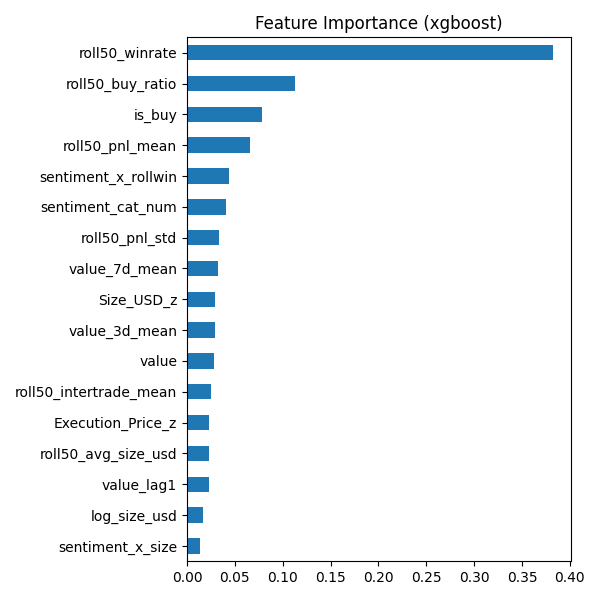 Feature Importance (xgboost)
roll50_winrate
roll50_buy_ratio
is_buy
roll50_pnl_mean
sentiment_x_rollwin
sentiment_cat_num
roll50_pnl_std
value_7d_mean
Size_USD_z
value_3d_mean
value
roll50_intertrade_mean
Execution_Price_z
roll50_avg_size_usd
value_lag1
log_size_usd
sentiment_x_size
0.00 0.05 0.10 0.15 0.20 0.25 0.30 0.35 0.40